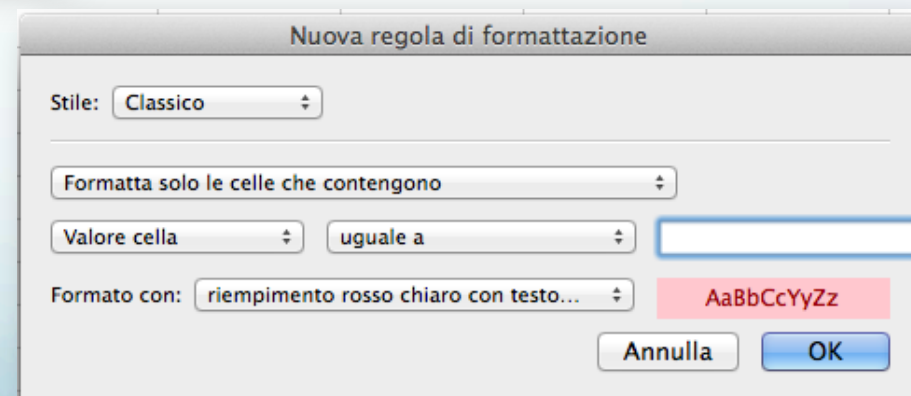 Nuova regola di formattazione
Stile: Classico
Formatta solo le celle che contengono
Valore cella uguale a
Formato con: riempimento rosso chiaro con testo... AaBbCcYyZz
Annulla OK